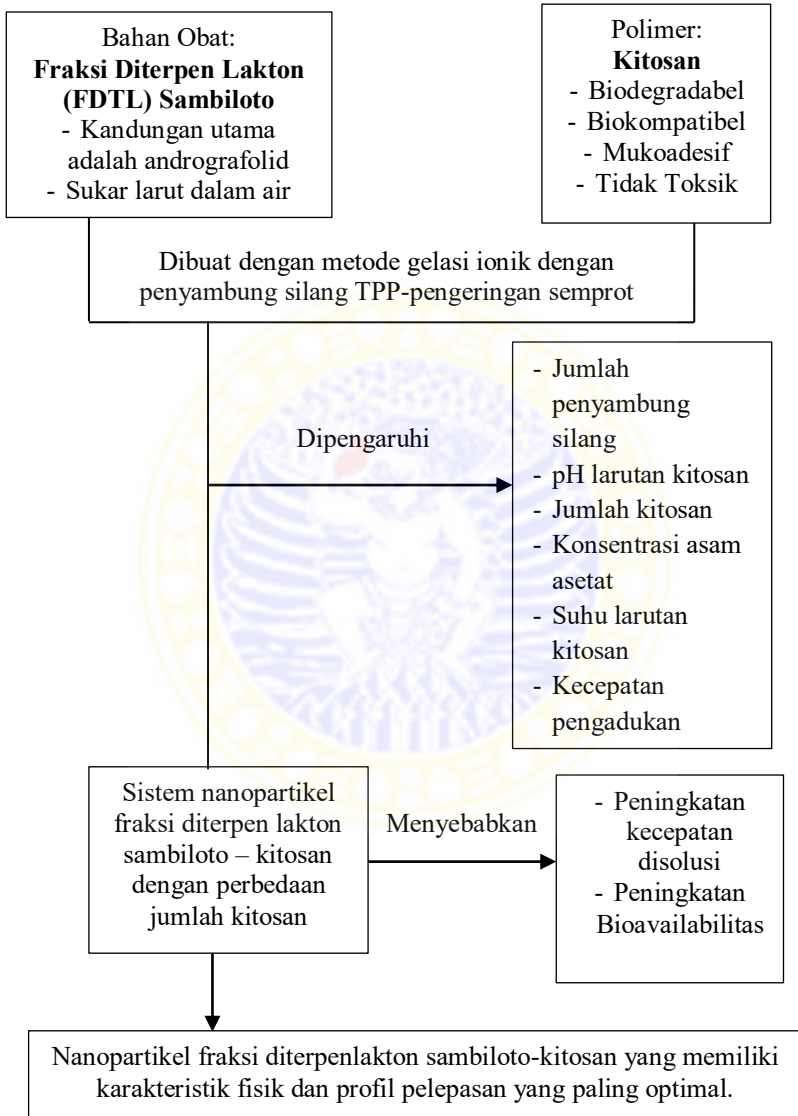 Bahan Obat:
Fraksi Diterpen Lakton
(FDTL) Sambiloto
- Kandungan utama
adalah andrografolid
- Sukar larut dalam air
Polimer:
Kitosan
- Biodegradabel
- Biokompatibel
- Mukoadesif
- Tidak Toksik
Dibuat dengan metode gelasi ionik dengan
penyambung silang TPP-pengeringan semprot
Dipengaruhi
- Jumlah
penyambung
silang
- pH larutan kitosan
- Jumlah kitosan
- Konsentrasi asam
asetat
- Suhu larutan
kitosan
- Kecepatan
pengadukan
Sistem nanopartikel
fraksi diterpen lakton
sambiloto – kitosan
dengan perbedaan
jumlah kitosan
Menyebabkan
- Peningkatan
kecepatan
disolusi
- Peningkatan
Bioavailabilitas
Nanopartikel fraksi diterpenlakton sambiloto-kitosan yang memiliki
karakteristik fisik dan profil pelepasan yang paling optimal.